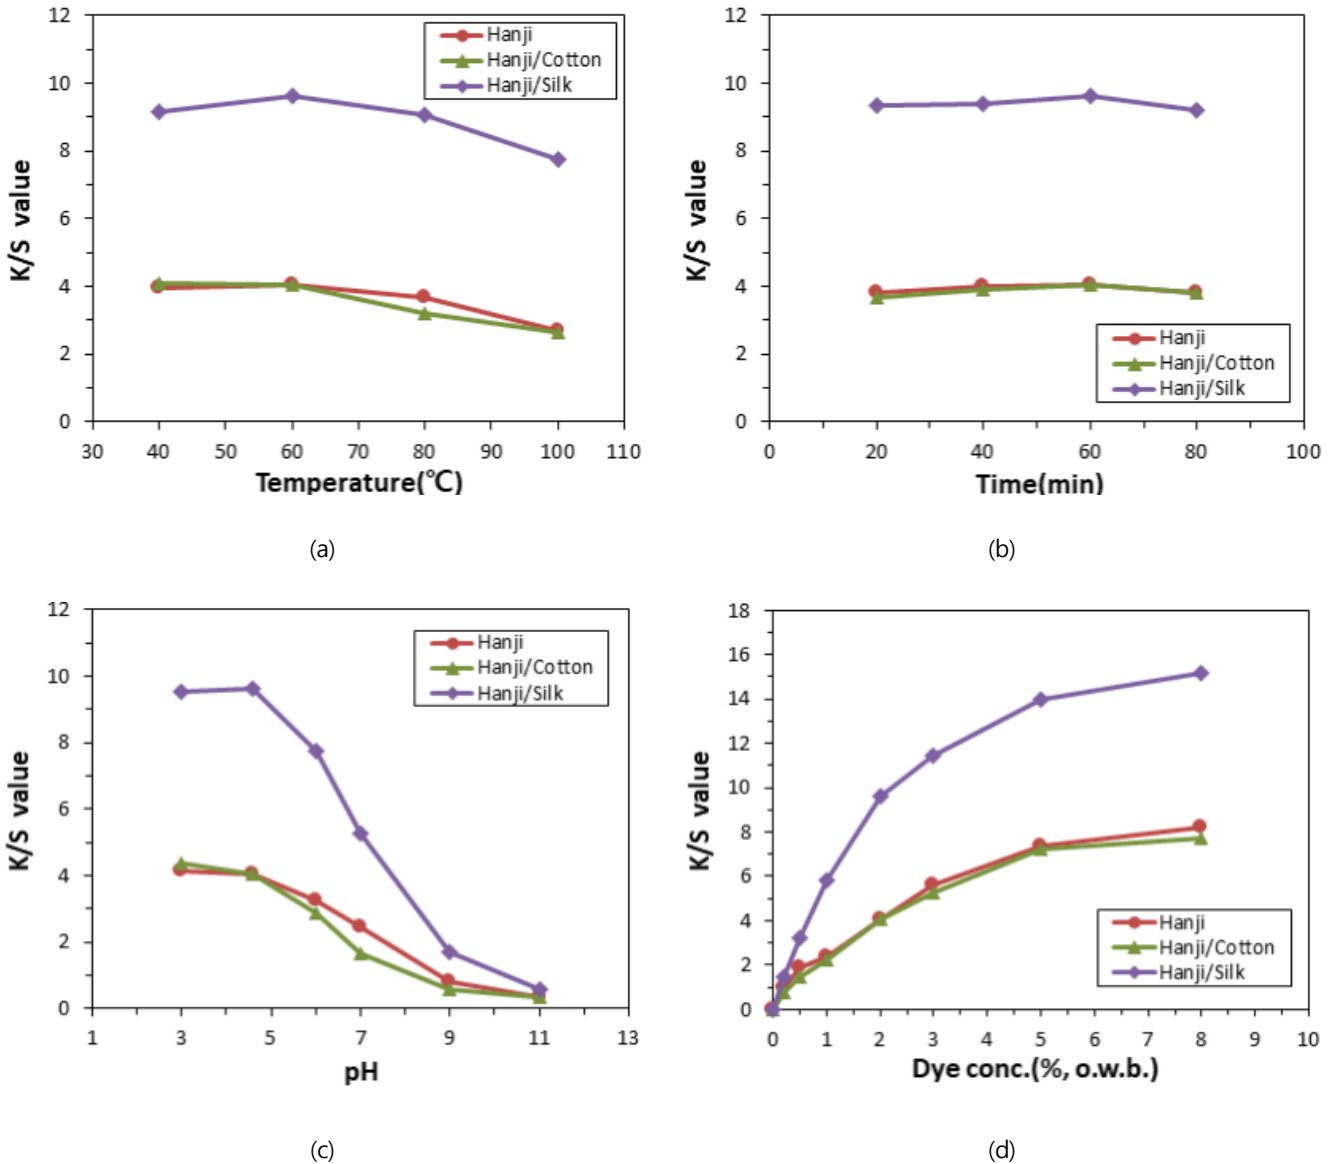 12
10
8
6
4
2
0
K/S value
Hanji
Hanji/Cotton
Hanji/Silk
30 40 50 60 70 80 90 100 110
Temperature(℃)
(a)
12
10
8
6
4
2
0
K/S value
Hanji
Hanji/Cotton
Hanji/Silk
0 20 40 60 80 100
Time(min)
(b)
12
10
8
6
4
2
0
K/S value
Hanji
Hanji/Cotton
Hanji/Silk
1 3 5 7 9 11 13
pH
(c)
18
16
14
12
10
8
6
4
2
0
K/S value
Hanji
Hanji/Cotton
Hanji/Silk
0 1 2 3 4 5 6 7 8 9 10
Dye conc.(%, o.w.b.)
(d)